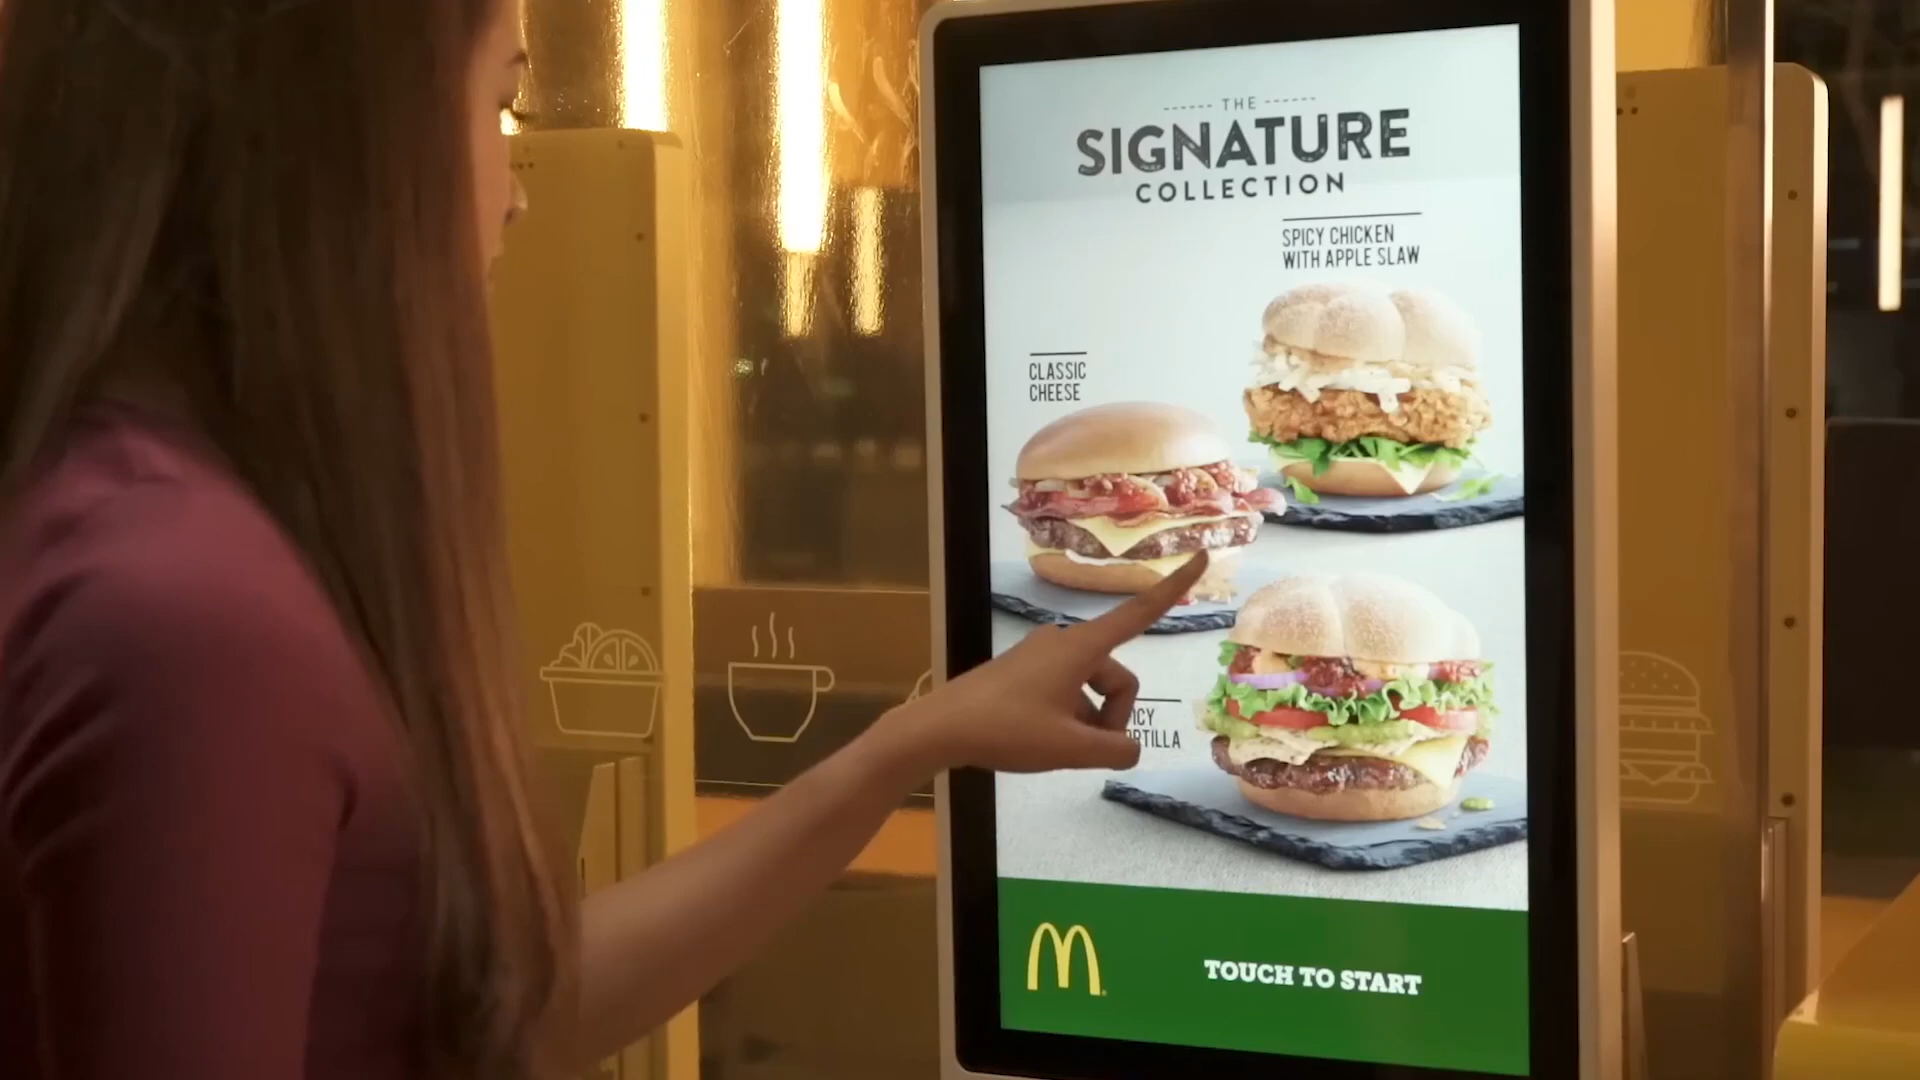 THE
SIGNATURE
COLLECTION
SPICY CHICKEN
WITH APPLE SLAW
CLASSIC
CHEESE
TOUCH TO START